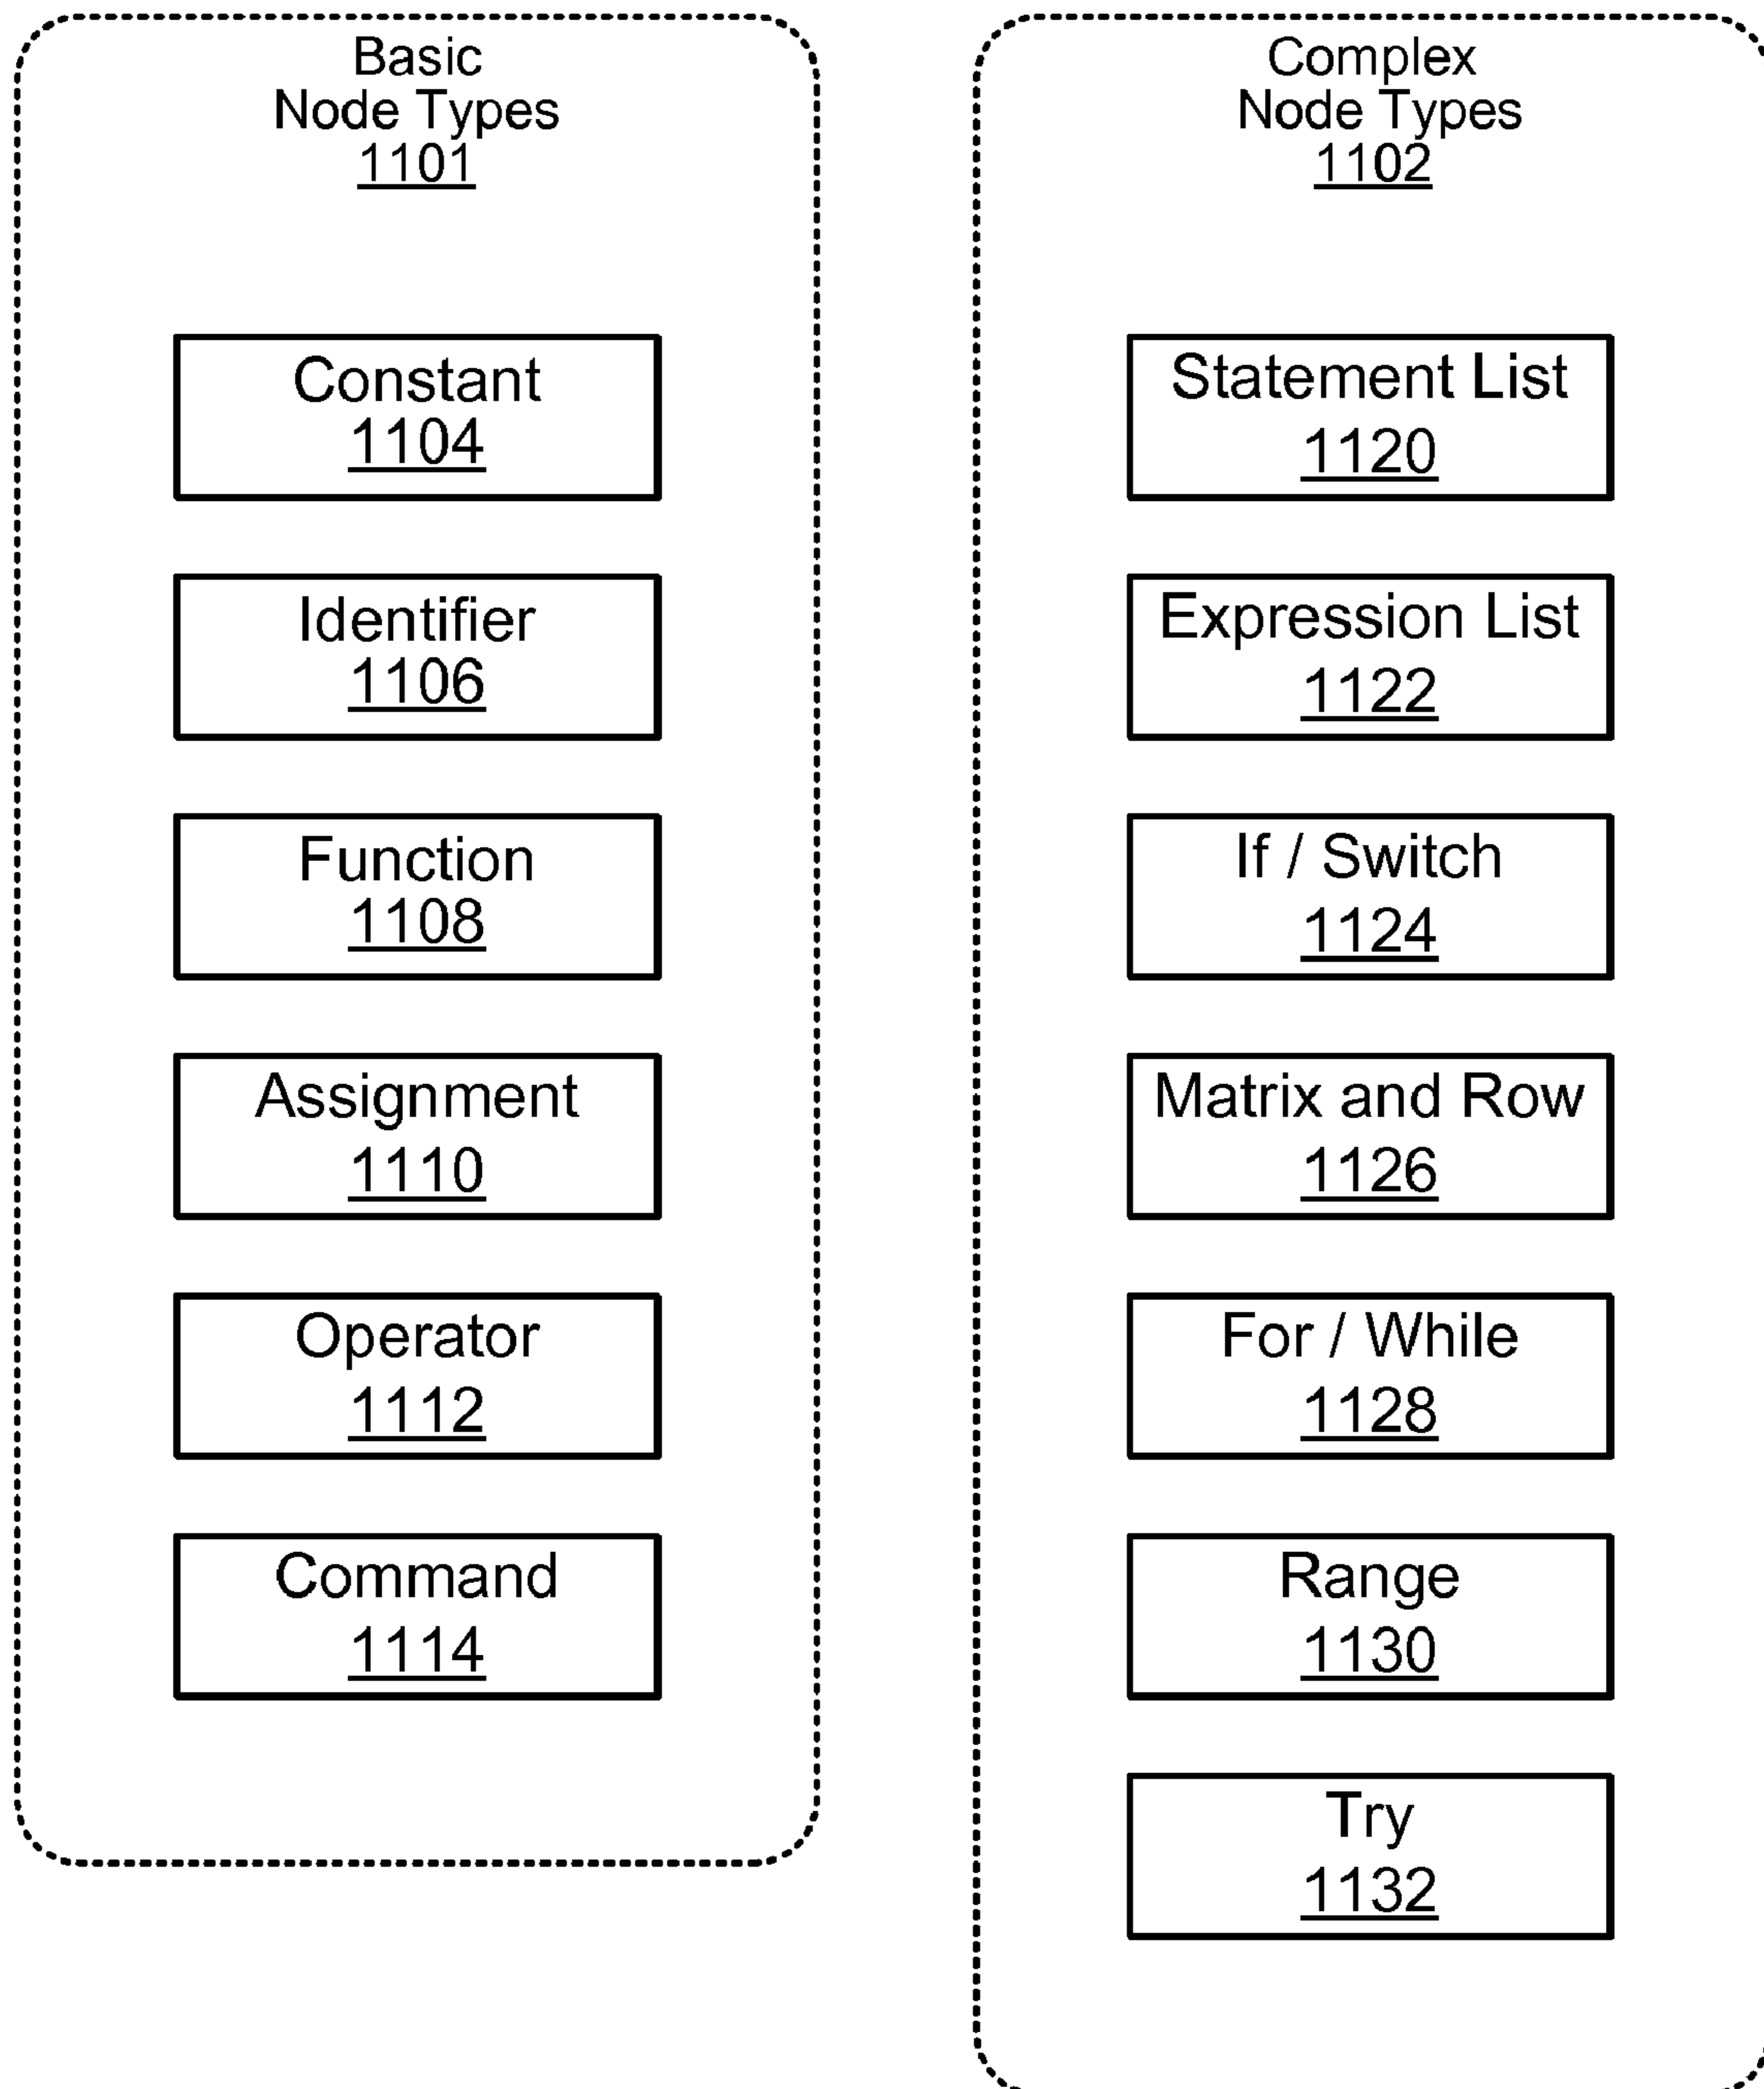 Basic
Node Types
1101
Constant
1104
Identifier
1106
Function
1108
Assignment
1110
Operator
1112
Command
1114
Complex
Node Types
1102
Statement List
1120
Expression List
1122
If / Switch
1124
Matrix and Row
1126
For / While
1128
Range
1130
Try
1132